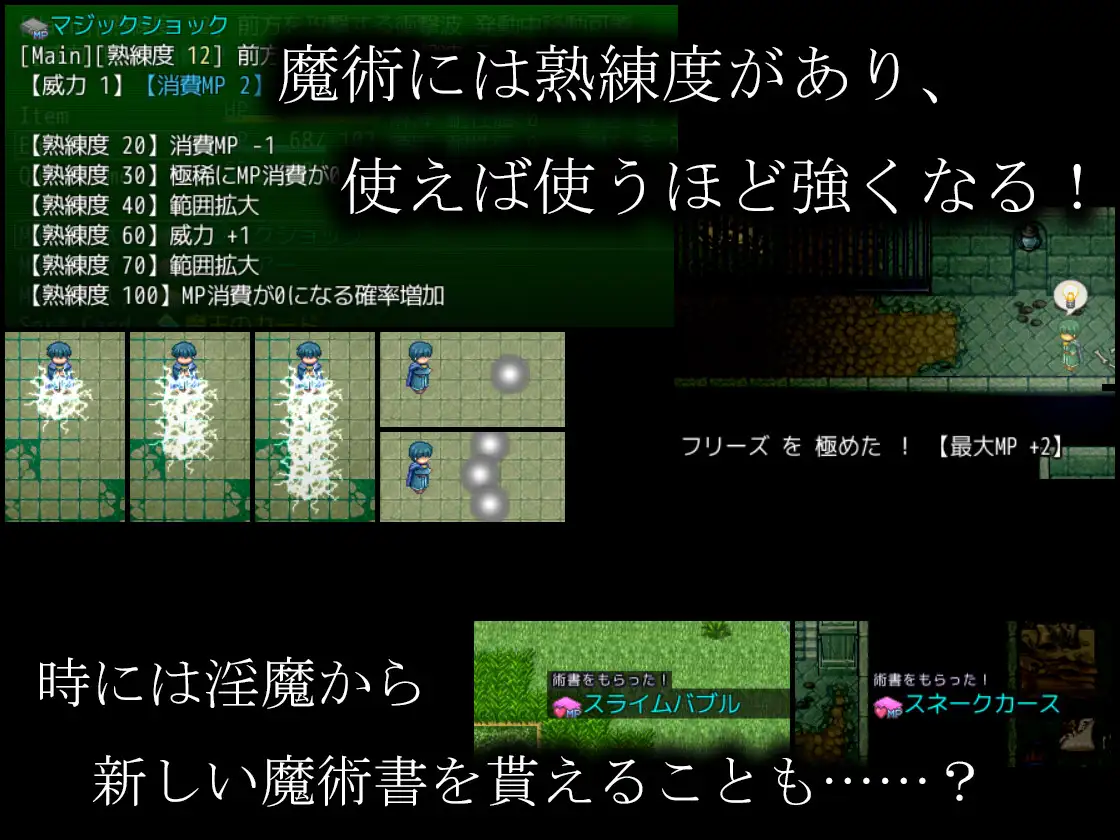 マジックショック
[Main][熟練度 12] 前方
【威力 1】【消費MP 2】
【熟練度 20】消費MP -1
【熟練度 30】極稀にMP消費が0
【熟練度 40】範囲拡大
【熟練度 60】威力 +1
【熟練度 70】範囲拡大
【熟練度 100】MP消費が0になる確率増加
魔術には熟練度があり、
使えば使うほど強くなる！
フリーズ を 極めた ！ 【最大MP +2】
時には淫魔から
新しい魔術書を貰えることも……？
術書をもらった！
スライムバブル
術書をもらった！
スネークカース